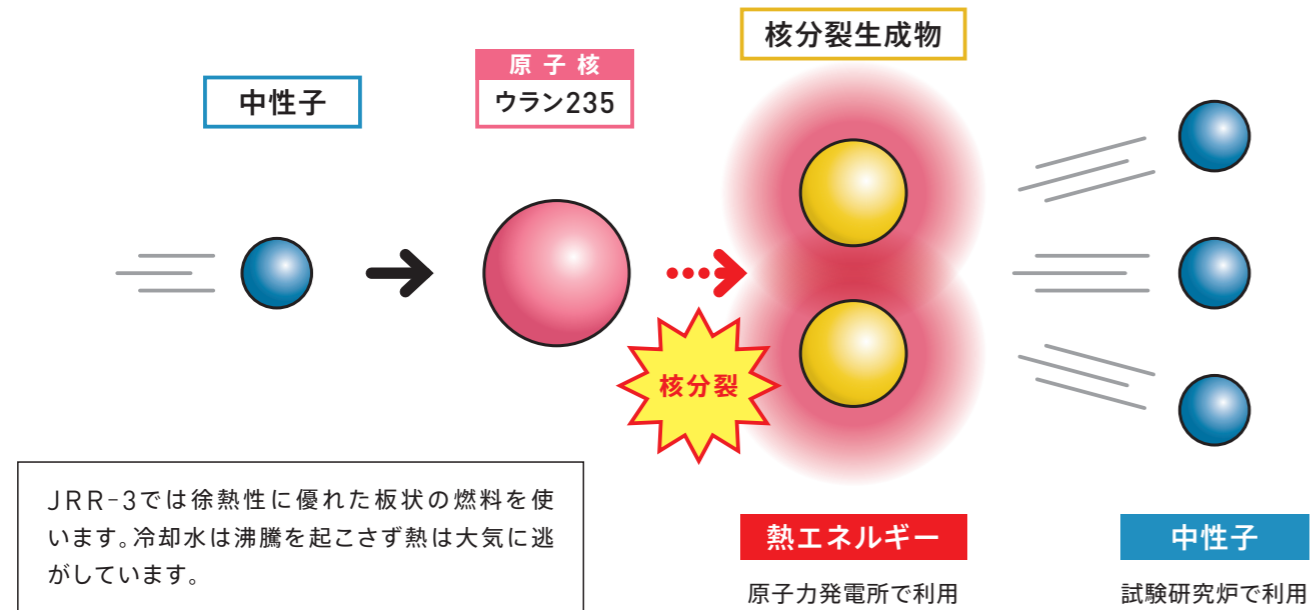 核分裂生成物
原子核
中性子
ウラン235
核分裂
JRR-3では徐熱性に優れた板状の燃料を使
います。冷却水は沸騰を起こさず熱は大気に逃
がしています。
熱エネルギー
中性子
原子力発電所で利用
試験研究炉で利用